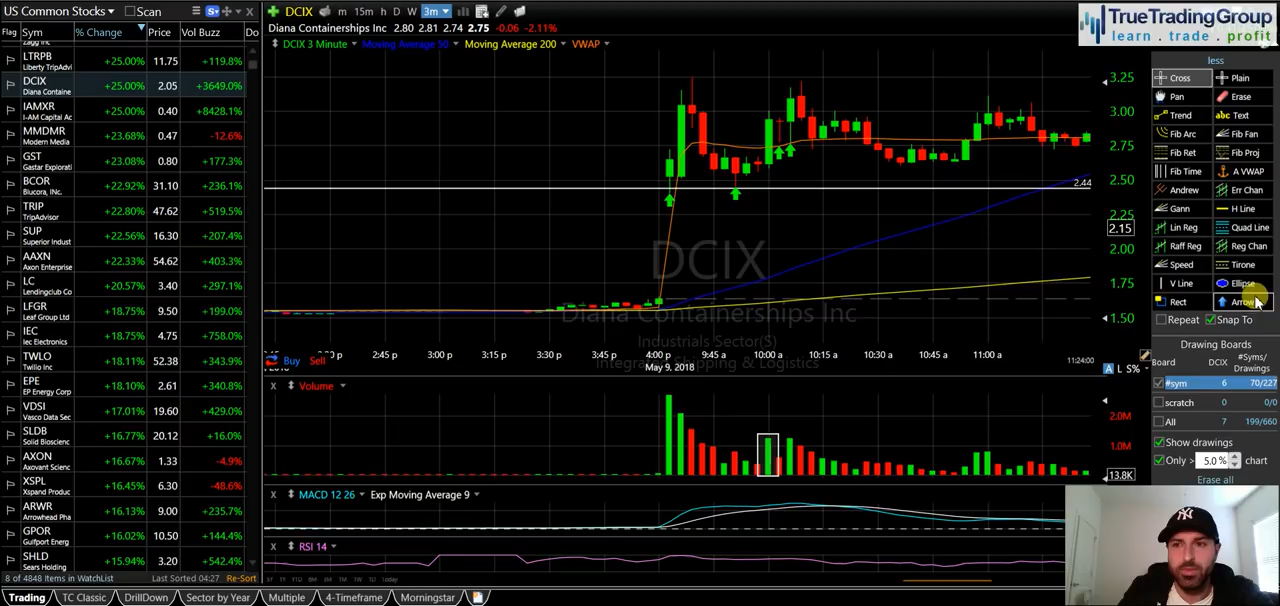 US Common Stocks
Scan
Flag Sym % Change Price Vol Buzz Do
Zagg Inc.
LTRPB +25.00% 11.75 +119.8%
Liberty TripAdvi
DCIX +25.00% 2.05 +3649.0%
Diana Containe
IAMXR +25.00% 0.40 +8428.1%
I-AM Capital Ac
MMDMR +23.68% 0.47 -12.6%
Modern Media
GST +23.08% 0.80 +177.3%
Gastar Explorati
BCOR +22.92% 31.10 +236.1%
Blucora, Inc.
TRIP +22.80% 47.62 +519.5%
TripAdvisor
SUP +22.56% 16.30 +207.4%
Superior Indust
AAXN +22.33% 54.62 +403.3%
Axon Enterprise
LC +20.57% 3.40 +297.1%
Lendingclub Co
LFGR +18.75% 9.50 +199.0%
Leaf Group Ltd
IEC +18.75% 4.75 +758.0%
Iec Electronics
TWLO +18.11% 52.38 +343.9%
Twilio Inc
EPE +18.10% 2.61 +340.8%
EP Energy Corp
VDSI +17.01% 19.60 +429.0%
Vasco Data Sec
SLDB +16.77% 20.12 +16.0%
Solid Bioscienc
AXON +16.67% 1.33 -4.9%
Axovant Scienc
XSPL +16.45% 6.30 -48.6%
Xspand Produc
ARWR +16.13% 9.00 +235.7%
Arrowhead Pha
GPOR +16.02% 10.50 +144.4%
Gulfport Energ
SHLD +15.94% 3.20 +542.4%
Sears Holding
8 of 4848 Items in WatchList Last Sorted 04:27 Re-Sort
Trading TC Classic DrillDown Sector by Year Multiple 4-Timeframe Morningstar
DCIX m 15m h D W 3m
Diana Containerships Inc 2.80 2.81 2.74 2.75 -0.06 -2.11%
DCIX 3 Minute Moving Average 50 Moving Average 200 VWAP
3.25
3.00
2.75
2.50
2.44
2.25
2.15
2.00
1.75
1.50
DCIX
Diana Containerships Inc
Industrials Sector(S)
Integrated Shipping & Logistics
2:45 p 3:00 p 3:15 p 3:30 p 4:00 p 9:45 a 10:00 a 10:15 a 10:30 a 10:45 a 11:00 a 11:24:00
May 9, 2018
Buy Sell
A L S%
X Volume
2.0M
1.0M
13.8K
X MACD 12 26 Exp Moving Average 9
X RSI 14
TrueTradingGroup
learn . trade . profit
less
Cross Plain
Pan Erase
Trend abc Text
Fib Arc Fib Fan
Fib Ret Fib Proj
Fib Time A VWAP
Andrew Err Chan
Gann H Line
Lin Reg Quad Line
Raff Reg Reg Chan
Speed Tirone
V Line Ellipse
Rect Arrow
Repeat Snap To
Drawing Boards
Board DCIX #Syms/Drawings
#sym 6 70/227
scratch 0 0/0
All 7 199/660
Show drawings
Only > 5.0 % chart
Erase all